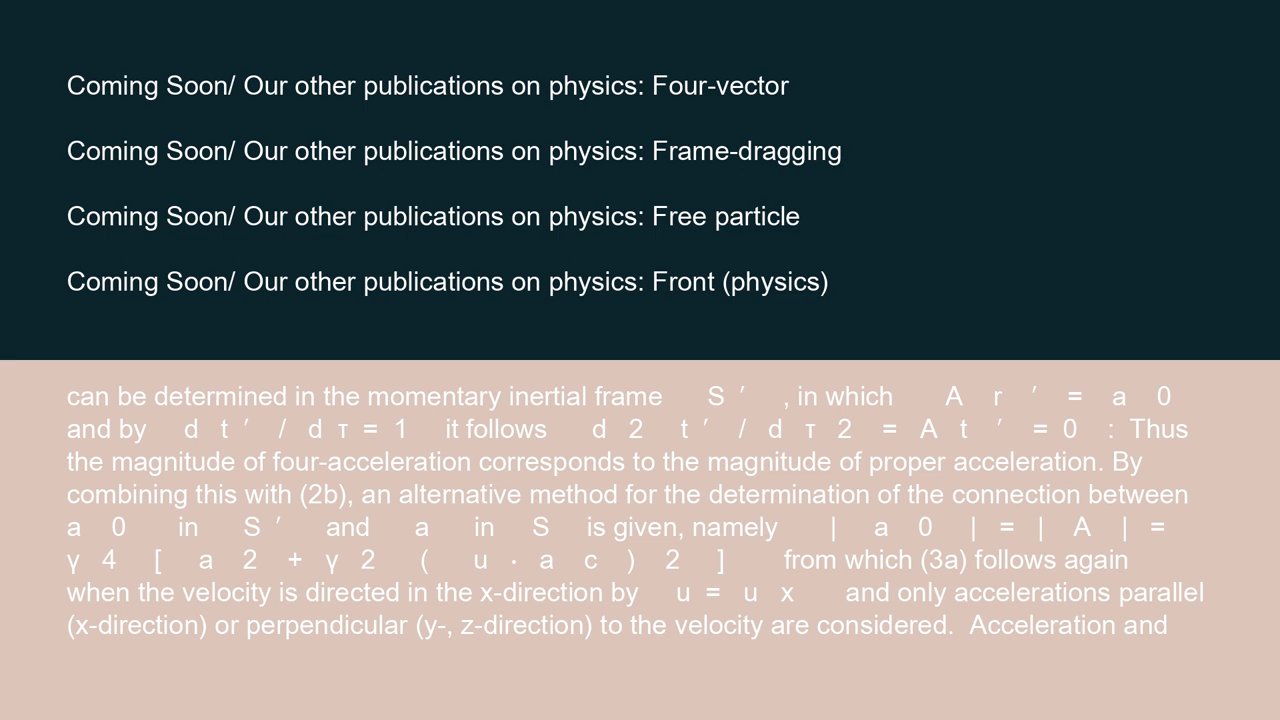 Coming Soon/ Our other publications on physics: Four-vector
Coming Soon/ Our other publications on physics: Frame-dragging
Coming Soon/ Our other publications on physics: Free particle
Coming Soon/ Our other publications on physics: Front (physics)
can be determined in the momentary inertial frame S ′ , in which A r ′ = a 0
and by d t ′ / d τ = 1 it follows d 2 t ′ / d τ 2 = A t ′ = 0 : Thus
the magnitude of four-acceleration corresponds to the magnitude of proper acceleration. By
combining this with (2b), an alternative method for the determination of the connection between
a 0 in S ′ and a in S is given, namely | a 0 | = | A | =
γ 4 [ a 2 + γ 2 ( u ⋅ a c ) 2 ] from which (3a) follows again
when the velocity is directed in the x-direction by u = u x and only accelerations parallel
(x-direction) or perpendicular (y-, z-direction) to the velocity are considered. Acceleration and